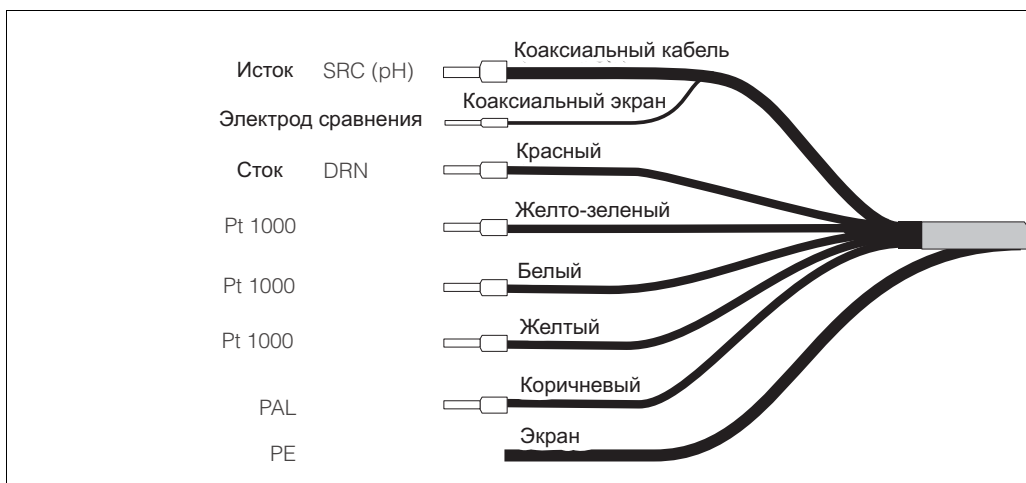 Исток SRC (pH) Коаксиальный кабель
Электрод сравнения Коаксиальный экран
Сток DRN Красный
Pt 1000 Желто-зеленый
Pt 1000 Белый
Pt 1000 Желтый
PAL Коричневый
PE Экран